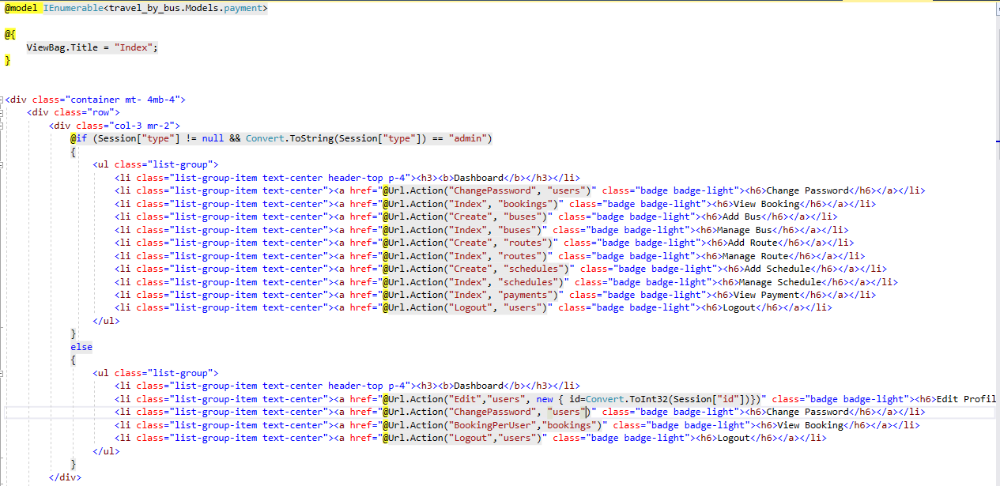 @model IEnumerable<travel_by_bus.Models.payment>
@{
ViewBag.Title = "Index";
}
<div class="container mt- 4mb-4">
<div class="row">
<div class="col-3 mr-2">
@if (Session["type"] != null && Convert.ToString(Session["type"]) == "admin")
{
<ul class="list-group">
<li class="list-group-item text-center header-top p-4"><h3><b>Dashboard</b></h3></li>
<li class="list-group-item text-center"><a href="@Url.Action("ChangePassword", "users")" class="badge badge-light"><h6>Change Password</h6></a></li>
<li class="list-group-item text-center"><a href="@Url.Action("Index", "bookings")" class="badge badge-light"><h6>View Booking</h6></a></li>
<li class="list-group-item text-center"><a href="@Url.Action("Create", "buses")" class="badge badge-light"><h6>Add Bus</h6></a></li>
<li class="list-group-item text-center"><a href="@Url.Action("Index", "buses")" class="badge badge-light"><h6>Manage Bus</h6></a></li>
<li class="list-group-item text-center"><a href="@Url.Action("Create", "routes")" class="badge badge-light"><h6>Add Route</h6></a></li>
<li class="list-group-item text-center"><a href="@Url.Action("Index", "routes")" class="badge badge-light"><h6>Manage Route</h6></a></li>
<li class="list-group-item text-center"><a href="@Url.Action("Create", "schedules")" class="badge badge-light"><h6>Add Schedule</h6></a></li>
<li class="list-group-item text-center"><a href="@Url.Action("Index", "schedules")" class="badge badge-light"><h6>Manage Schedule</h6></a></li>
<li class="list-group-item text-center"><a href="@Url.Action("Index", "payments")" class="badge badge-light"><h6>View Payment</h6></a></li>
<li class="list-group-item text-center"><a href="@Url.Action("Logout", "users")" class="badge badge-light"><h6>Logout</h6></a></li>
</ul>
}
else
{
<ul class="list-group">
<li class="list-group-item text-center header-top p-4"><h3><b>Dashboard</b></h3></li>
<li class="list-group-item text-center"><a href="@Url.Action("Edit","users", new { id=Convert.ToInt32(Session["id"])})" class="badge badge-light"><h6>Edit Profil
<li class="list-group-item text-center"><a href="@Url.Action("ChangePassword", "users")" class="badge badge-light"><h6>Change Password</h6></a></li>
<li class="list-group-item text-center"><a href="@Url.Action("BookingPerUser","bookings")" class="badge badge-light"><h6>View Booking</h6></a></li>
<li class="list-group-item text-center"><a href="@Url.Action("Logout","users")" class="badge badge-light"><h6>Logout</h6></a></li>
</ul>
}
</div>